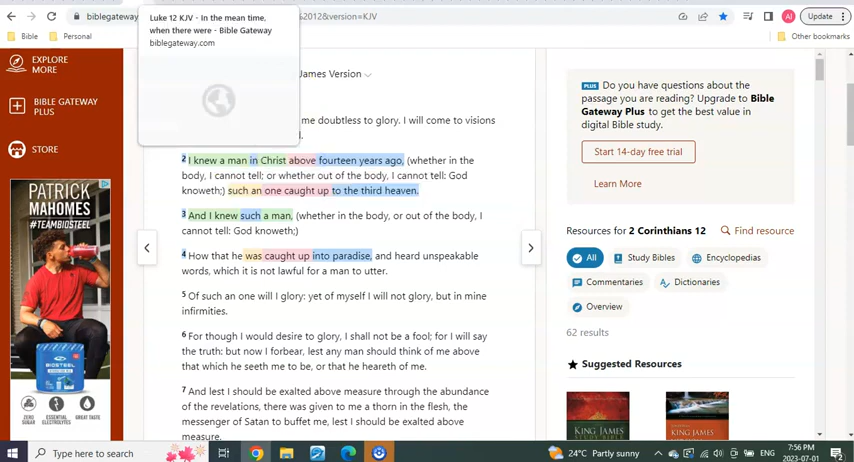 Luke 12 KJV - In the mean time,
when there were - Bible Gateway
biblegateway.com
biblegateway
2012&version=KJV
Update
Bible
Personal
Other bookmarks
EXPLORE
MORE
BIBLE GATEWAY
PLUS
STORE
PATRICK
MAHOMES
#TEAMBIOSTEEL
BIOSTEEL
ZERO
SUGAR
ESSENTIAL
ELECTROLYTES
GREAT TASTE
James Version
me doubtless to glory. I will come to visions
2 I knew a man in Christ above fourteen years ago, (whether in the
body, I cannot tell; or whether out of the body, I cannot tell: God
knoweth;) such an one caught up to the third heaven.
3 And I knew such a man, (whether in the body, or out of the body, I
cannot tell: God knoweth;)
4 How that he was caught up into paradise, and heard unspeakable
words, which it is not lawful for a man to utter.
5 Of such an one will I glory: yet of myself I will not glory, but in mine
infirmities.
6 For though I would desire to glory, I shall not be a fool; for I will say
the truth: but now I forbear, lest any man should think of me above
that which he seeth me to be, or that he heareth of me.
7 And lest I should be exalted above measure through the abundance
of the revelations, there was given to me a thorn in the flesh, the
messenger of Satan to buffet me, lest I should be exalted above
measure.
PLUS Do you have questions about the
passage you are reading? Upgrade to Bible
Gateway Plus to get the best value in
digital Bible study.
Start 14-day free trial
Learn More
Resources for 2 Corinthians 12
Find resource
All
Study Bibles
Encyclopedias
Commentaries
Dictionaries
Overview
62 results
Suggested Resources
KING JAMES
KING JAMES
Type here to search
24°C Partly sunny
ENG
7:56 PM
2023-07-01
2